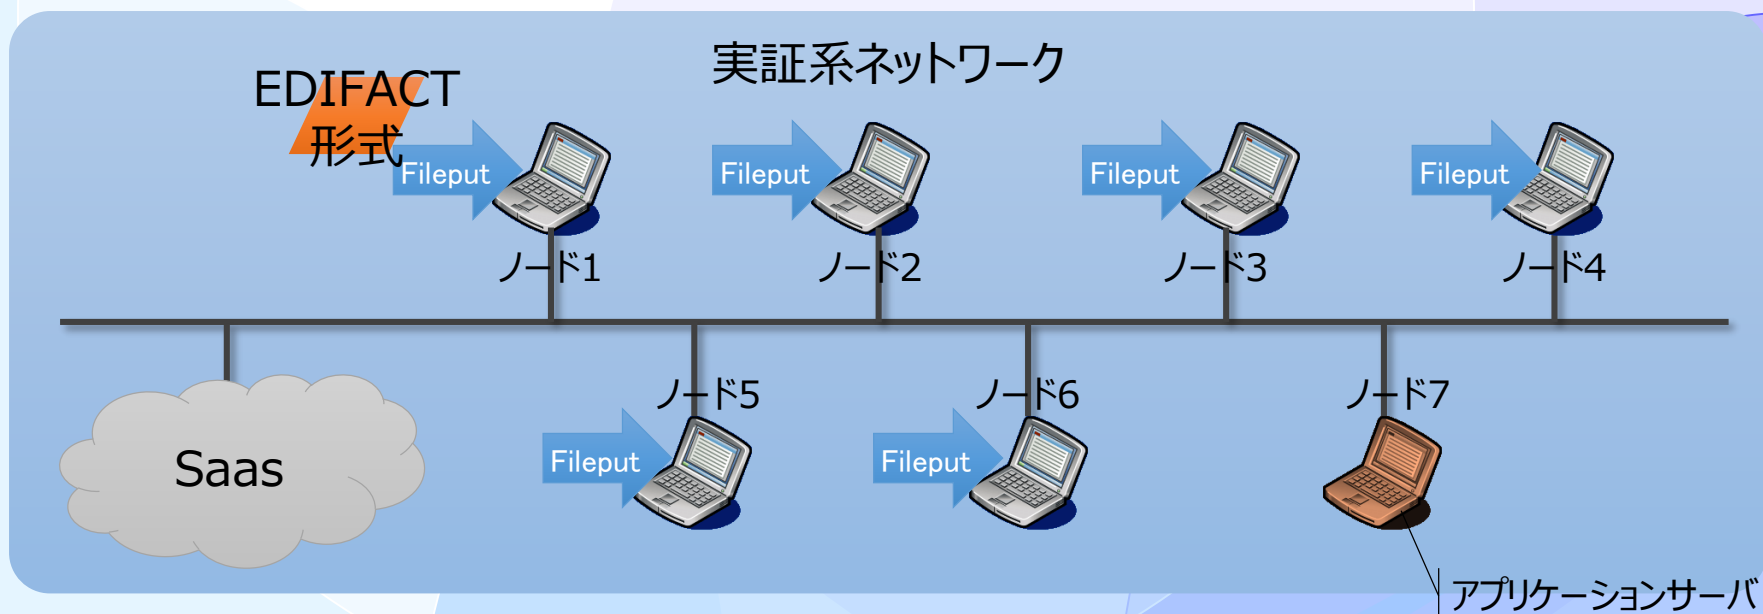 実証系ネットワーク
EDIFACT
形式
Fileput
Fileput
Fileput
Fileput
ノード1
ノード2
ノード3
ノード4
ノード5
ノード6
ノード7
Saas
Fileput
Fileput
アプリケーションサーバ